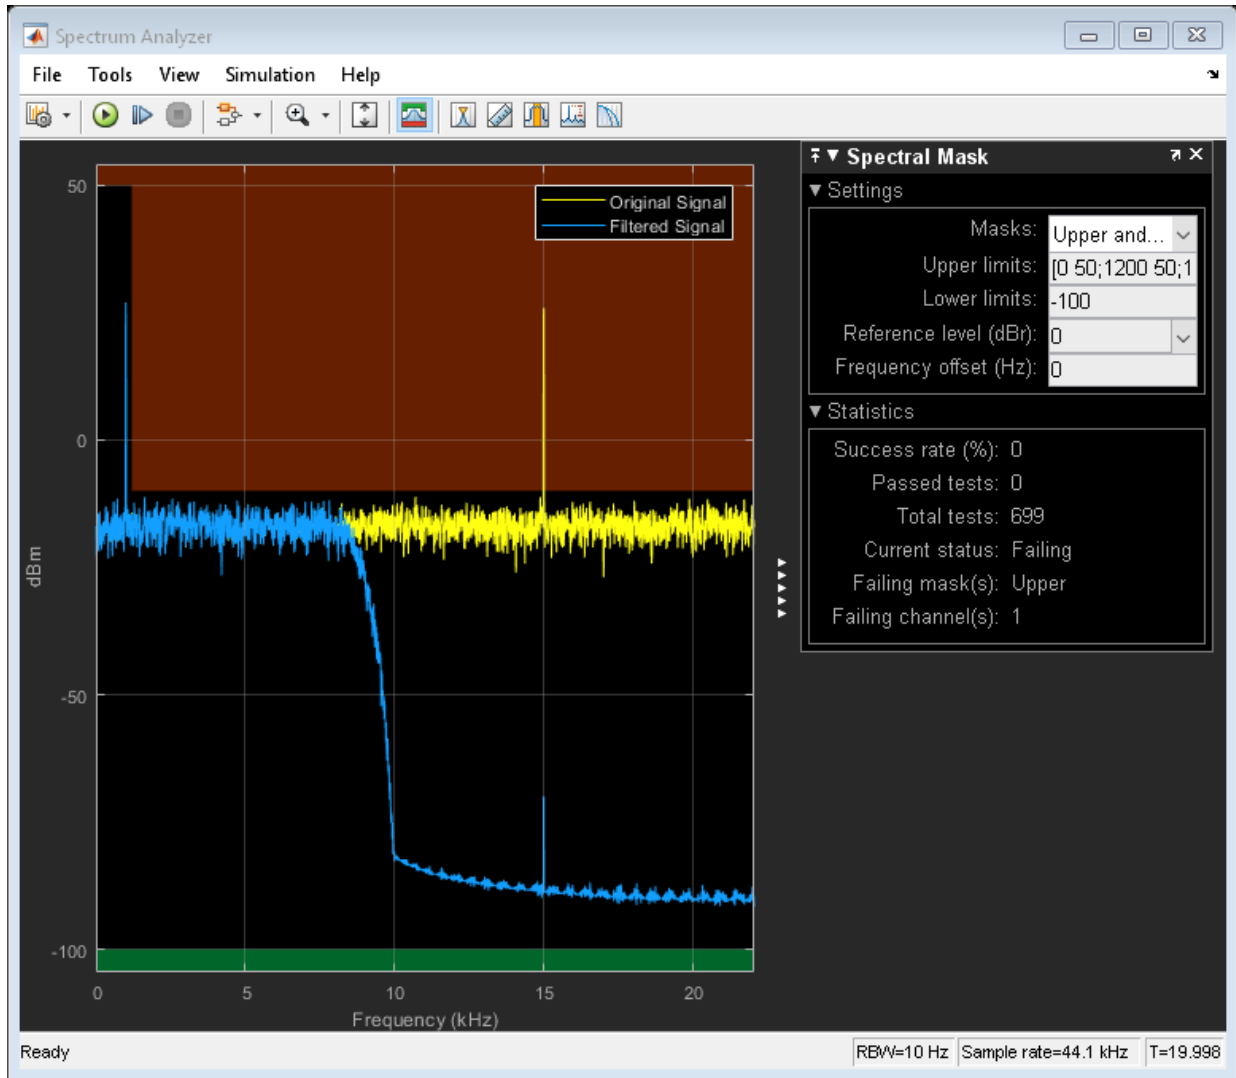 Spectrum Analyzer
File Tools View Simulation Help
Spectral Mask
Settings
Masks: Upper and...
Upper limits: [0 50;1200 50;1
Lower limits: -100
Reference level (dBr): 0
Frequency offset (Hz): 0
Statistics
Success rate (%): 0
Passed tests: 0
Total tests: 699
Current status: Failing
Failing mask(s): Upper
Failing channel(s): 1
Original Signal
Filtered Signal
50
0
-50
-100
dBm
0 5 10 15 20
Frequency (kHz)
Ready RBW=10 Hz Sample rate=44.1 kHz T=19.998